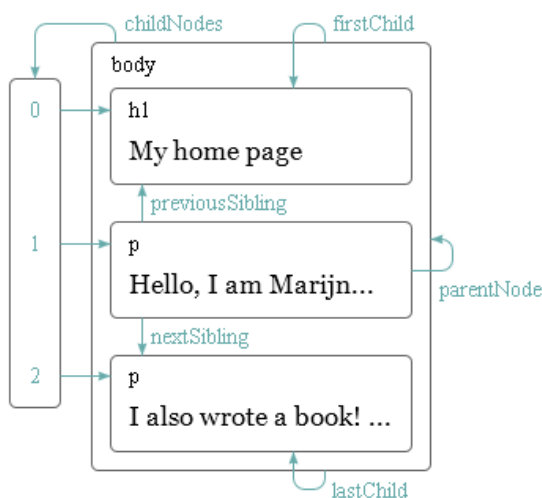 childNodes
firstChild
body
0
h1
My home page
previousSibling
1
p
Hello, I am Marijn...
parentNode
nextSibling
2
p
I also wrote a book! ...
lastChild